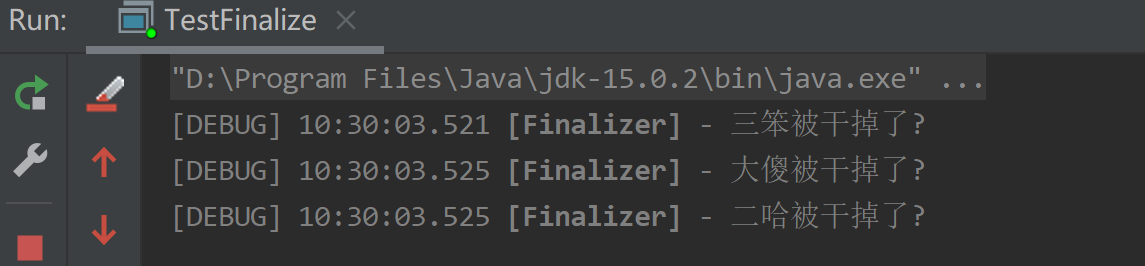 Run: TestFinalize
"D:\Program Files\Java\jdk-15.0.2\bin\java.exe" ...
[DEBUG] 10:30:03.521 [Finalizer] - 三笨被干掉了?
[DEBUG] 10:30:03.525 [Finalizer] - 大傻被干掉了?
[DEBUG] 10:30:03.525 [Finalizer] - 二哈被干掉了?